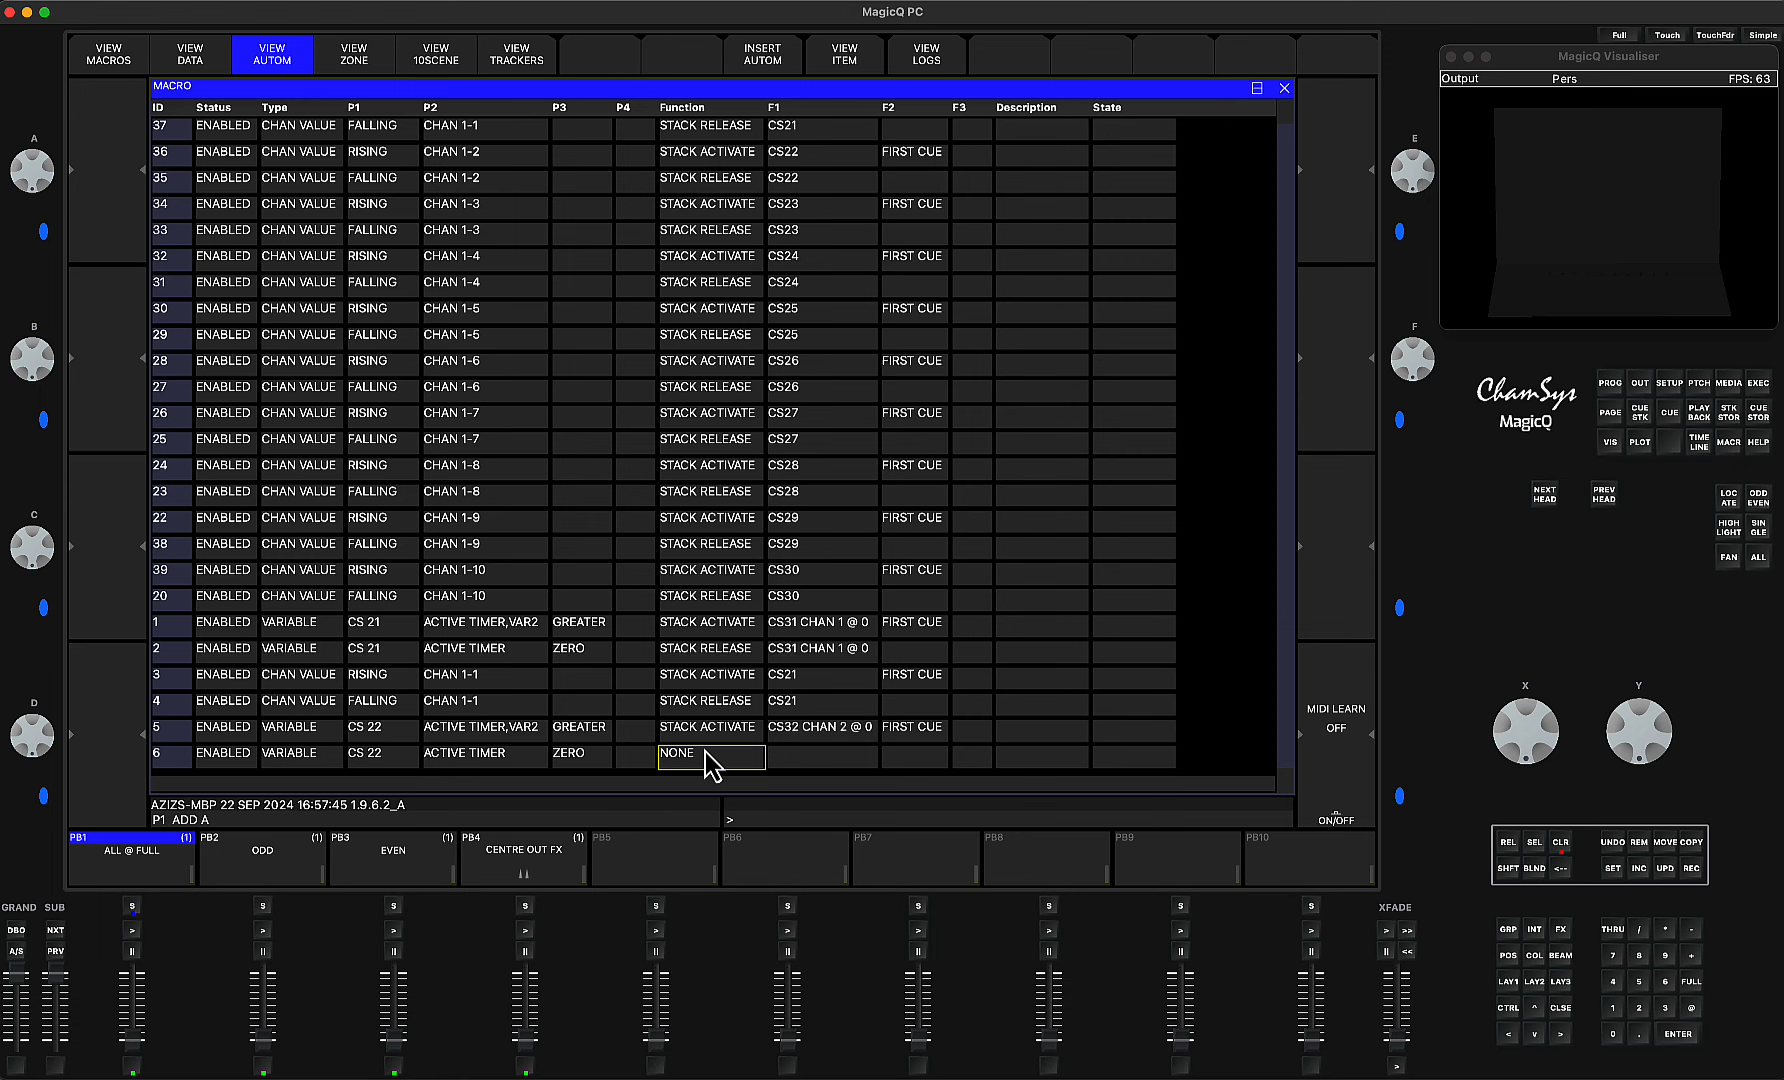 MagicQ PC
Full Touch TouchFdr Simple
VIEW MACROS
VIEW DATA
VIEW AUTOM
VIEW ZONE
VIEW 10SCENE
VIEW TRACKERS
INSERT AUTOM
VIEW ITEM
VIEW LOGS
MagicQ Visualiser
Output Pers FPS: 63
MACRO
ID Status Type P1 P2 P3 P4 Function F1 F2 F3 Description State
37 ENABLED CHAN VALUE FALLING CHAN 1-1 STACK RELEASE CS21
36 ENABLED CHAN VALUE RISING CHAN 1-2 STACK ACTIVATE CS22 FIRST CUE
35 ENABLED CHAN VALUE FALLING CHAN 1-2 STACK RELEASE CS22
34 ENABLED CHAN VALUE RISING CHAN 1-3 STACK ACTIVATE CS23 FIRST CUE
33 ENABLED CHAN VALUE FALLING CHAN 1-3 STACK RELEASE CS23
32 ENABLED CHAN VALUE RISING CHAN 1-4 STACK ACTIVATE CS24 FIRST CUE
31 ENABLED CHAN VALUE FALLING CHAN 1-4 STACK RELEASE CS24
30 ENABLED CHAN VALUE RISING CHAN 1-5 STACK ACTIVATE CS25 FIRST CUE
29 ENABLED CHAN VALUE FALLING CHAN 1-5 STACK RELEASE CS25
28 ENABLED CHAN VALUE RISING CHAN 1-6 STACK ACTIVATE CS26 FIRST CUE
27 ENABLED CHAN VALUE FALLING CHAN 1-6 STACK RELEASE CS26
26 ENABLED CHAN VALUE RISING CHAN 1-7 STACK ACTIVATE CS27 FIRST CUE
25 ENABLED CHAN VALUE FALLING CHAN 1-7 STACK RELEASE CS27
24 ENABLED CHAN VALUE RISING CHAN 1-8 STACK ACTIVATE CS28 FIRST CUE
23 ENABLED CHAN VALUE FALLING CHAN 1-8 STACK RELEASE CS28
22 ENABLED CHAN VALUE RISING CHAN 1-9 STACK ACTIVATE CS29 FIRST CUE
38 ENABLED CHAN VALUE FALLING CHAN 1-9 STACK RELEASE CS29
39 ENABLED CHAN VALUE RISING CHAN 1-10 STACK ACTIVATE CS30 FIRST CUE
20 ENABLED CHAN VALUE FALLING CHAN 1-10 STACK RELEASE CS30
1 ENABLED VARIABLE CS 21 ACTIVE TIMER,VAR2 GREATER STACK ACTIVATE CS31 CHAN 1 @ 0 FIRST CUE
2 ENABLED VARIABLE CS 21 ACTIVE TIMER ZERO STACK RELEASE CS31 CHAN 1 @ 0
3 ENABLED CHAN VALUE RISING CHAN 1-1 STACK ACTIVATE CS21 FIRST CUE
4 ENABLED CHAN VALUE FALLING CHAN 1-1 STACK RELEASE CS21
5 ENABLED VARIABLE CS 22 ACTIVE TIMER,VAR2 GREATER STACK ACTIVATE CS32 CHAN 2 @ 0 FIRST CUE
6 ENABLED VARIABLE CS 22 ACTIVE TIMER ZERO NONE
A
B
C
D
E
F
MIDI LEARN
OFF
ON/OFF
AZIZS-MBP 22 SEP 2024 16:57:45 1.9.6.2_A
P1 ADD A
>
PB1 (1) PB2 (1) PB3 (1) PB4 (1) PB5 PB6 PB7 PB8 PB9 PB10
ALL @ FULL ODD EVEN CENTRE OUT FX
GRAND SUB
DBO NXT
A/S PRV
S S S S S S S S S S
> > > > > > > > > >
II II II II II II II II II II
XFADE
> >>
II <<
>
ChamSys
MagicQ
PROG OUT SETUP PTCH MEDIA EXEC
PAGE CUE STK CUE PLAY BACK STK STOR CUE STOR
VIS PLOT TIME LINE MACR HELP
NEXT HEAD PREV HEAD
LOC ATE ODD EVEN
HIGH LIGHT SIN GLE
FAN ALL
X Y
REL SEL CLR UNDO REM MOVE COPY
SHFT BLND <-- SET INC UPD REC
GRP INT FX THRU / * -
POS COL BEAM 7 8 9 +
LAY1 LAY2 LAY3 4 5 6 FULL
CTRL ^ CLSE 1 2 3 @
< v > 0 . ENTER